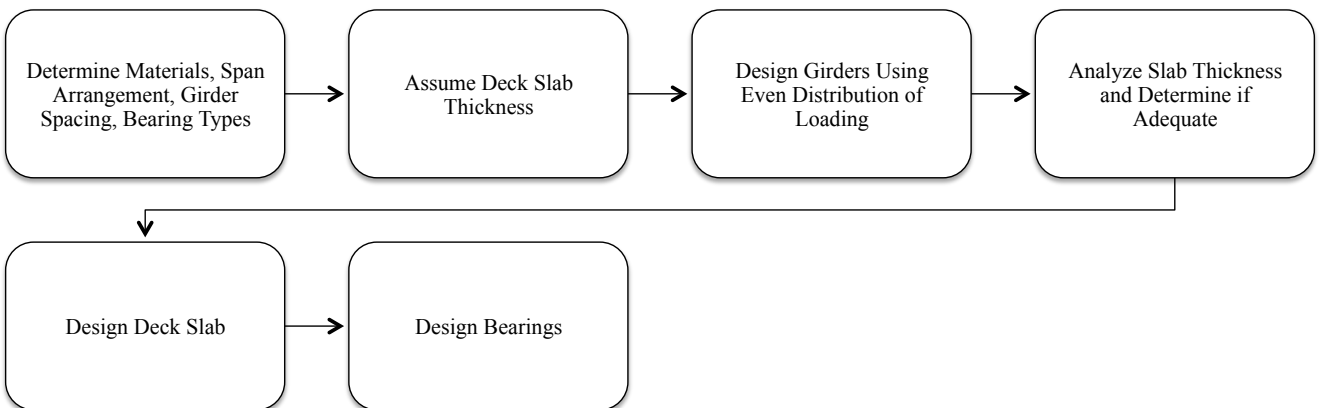 Determine Materials, Span
Arrangement, Girder
Spacing, Bearing Types
Assume Deck Slab
Thickness
Design Girders Using
Even Distribution of
Loading
Analyze Slab Thickness
and Determine if
Adequate
Design Deck Slab
Design Bearings